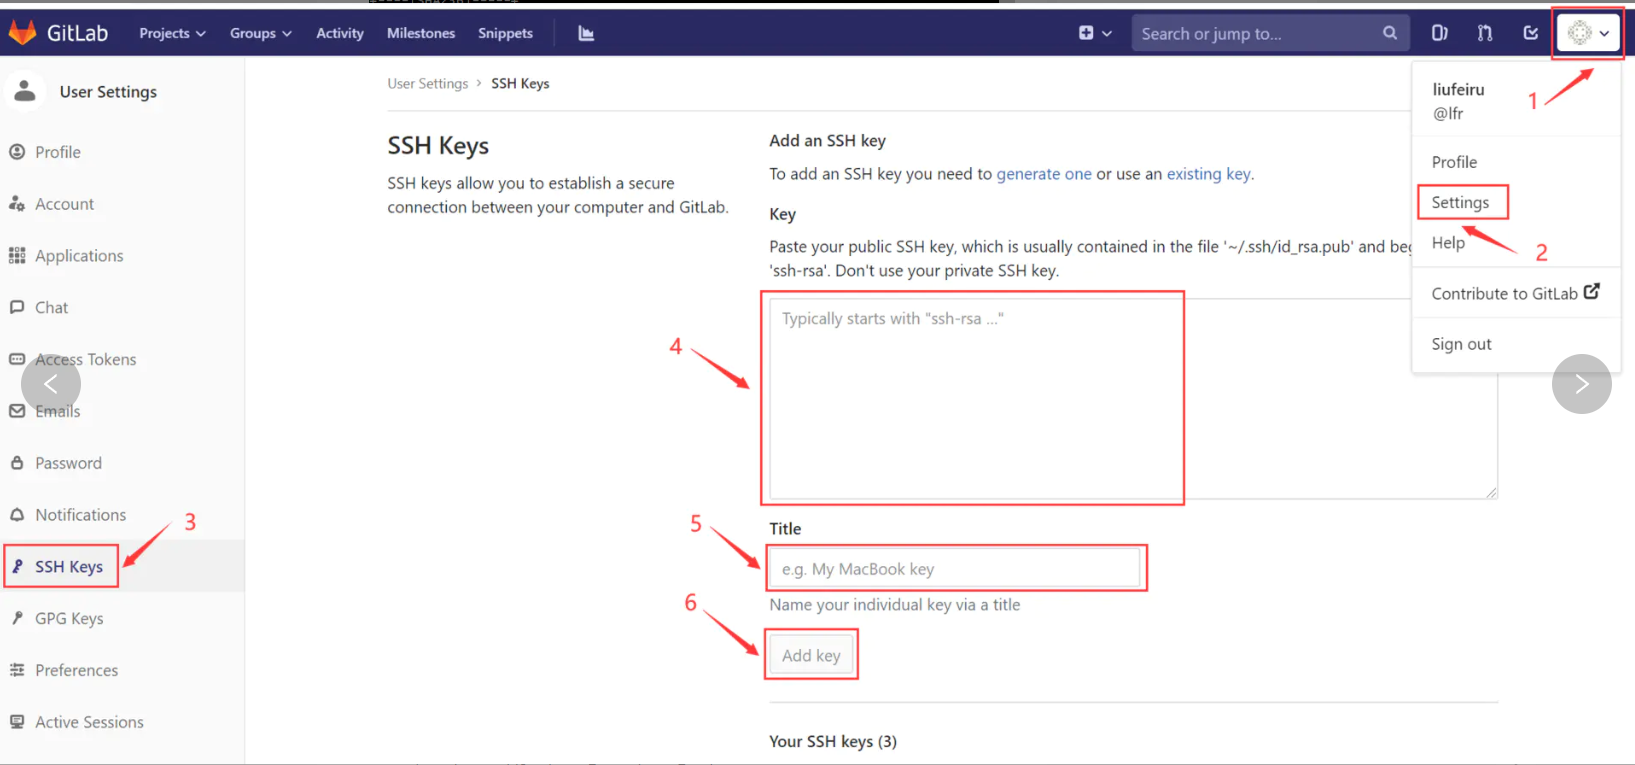 GitLab Projects Groups Activity Milestones Snippets Search or jump to...
1
liufeiru
@lfr
Profile
Settings
2
Help
Contribute to GitLab
Sign out
User Settings
Profile
Account
Applications
Chat
Access Tokens
Emails
Password
Notifications
3
SSH Keys
GPG Keys
Preferences
Active Sessions
User Settings > SSH Keys
SSH Keys
SSH keys allow you to establish a secure
connection between your computer and GitLab.
Add an SSH key
To add an SSH key you need to generate one or use an existing key.
Key
Paste your public SSH key, which is usually contained in the file '~/.ssh/id_rsa.pub' and beg
'ssh-rsa'. Don't use your private SSH key.
4
Typically starts with "ssh-rsa ..."
Title
5
e.g. My MacBook key
Name your individual key via a title
6
Add key
Your SSH keys (3)